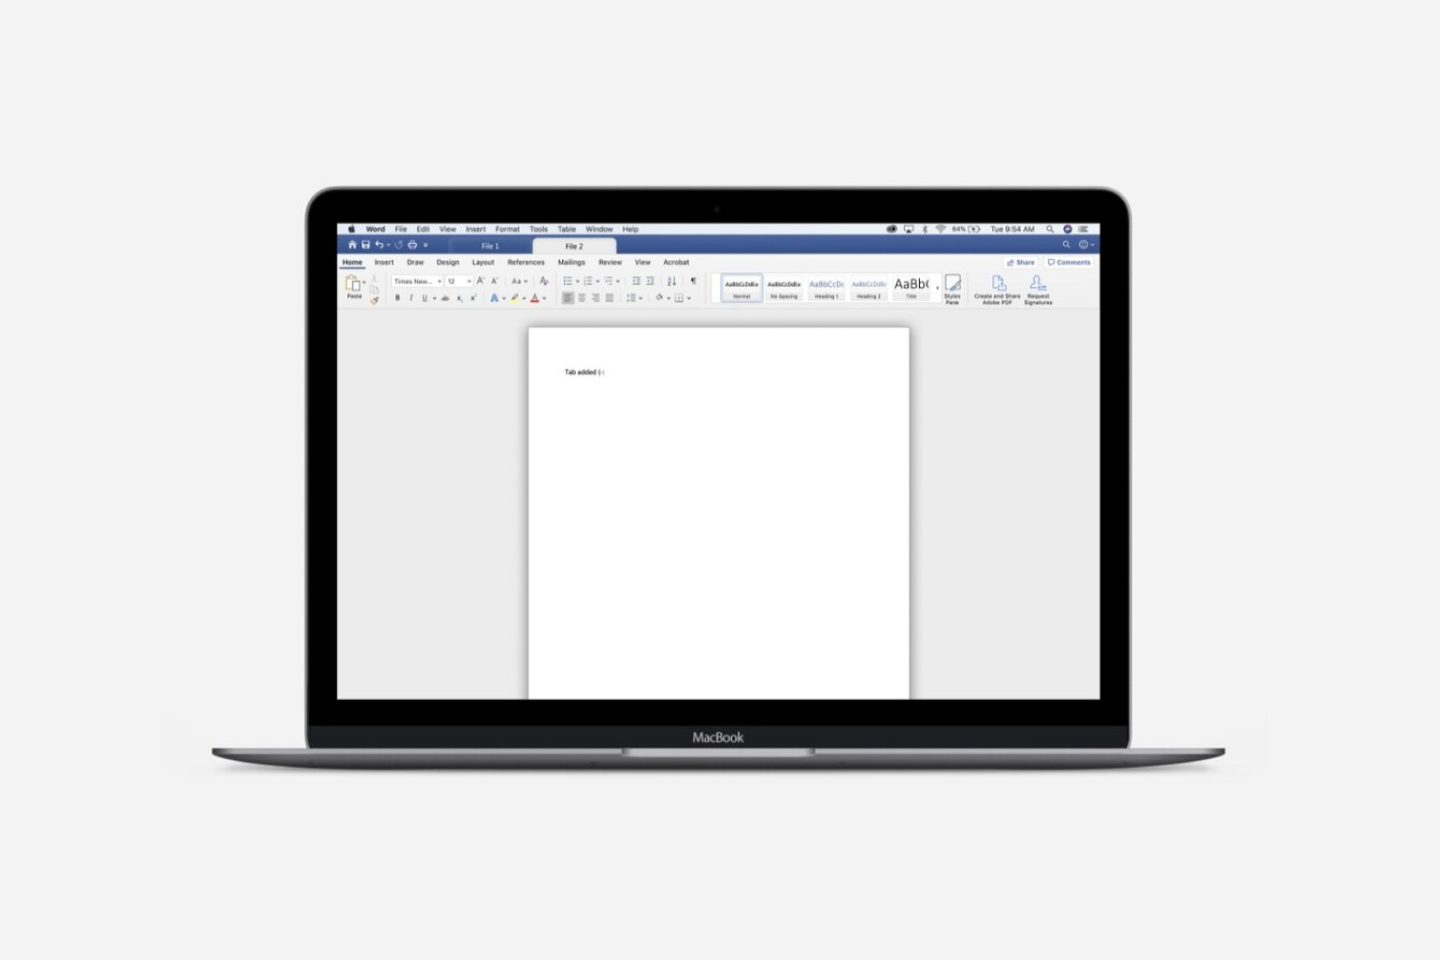 Word File Edit View Insert Format Tools Table Window Help 64% Tue 9:54 AM
File 1 File 2
Home Insert Draw Design Layout References Mailings Review View Acrobat Share Comments
Paste Times New... 12 A A Aa A AaBbCcDdEe AaBbCcDdEe AaBbCcDc AaBbCcDdEe AaBb(
B I U ab x x A A Normal No Spacing Heading 1 Heading 2 Title Styles Pane Create and Share Adobe PDF Request Signatures
Tab added
MacBook